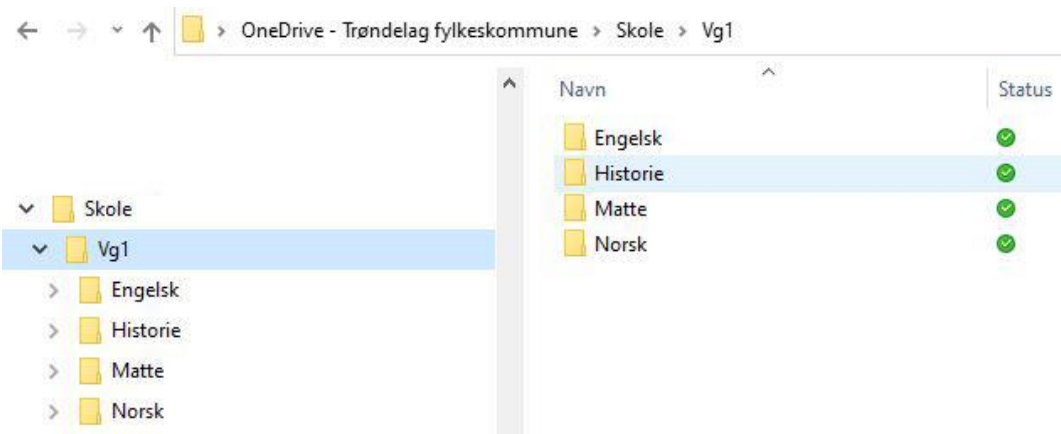 OneDrive - Trøndelag fylkeskommune > Skole > Vg1
Navn Status
Engelsk
Historie
Matte
Norsk
Skole
Vg1
Engelsk
Historie
Matte
Norsk